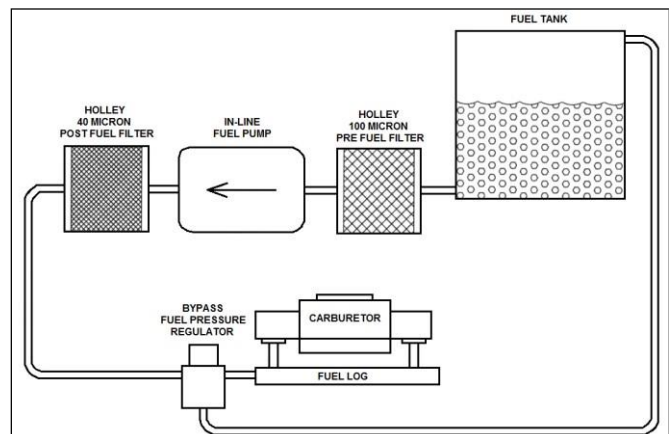 FUEL TANK
HOLLEY
40 MICRON
POST FUEL FILTER
IN-LINE
FUEL PUMP
HOLLEY
100 MICRON
PRE FUEL FILTER
BYPASS
FUEL PRESSURE
REGULATOR
CARBURETOR
FUEL LOG